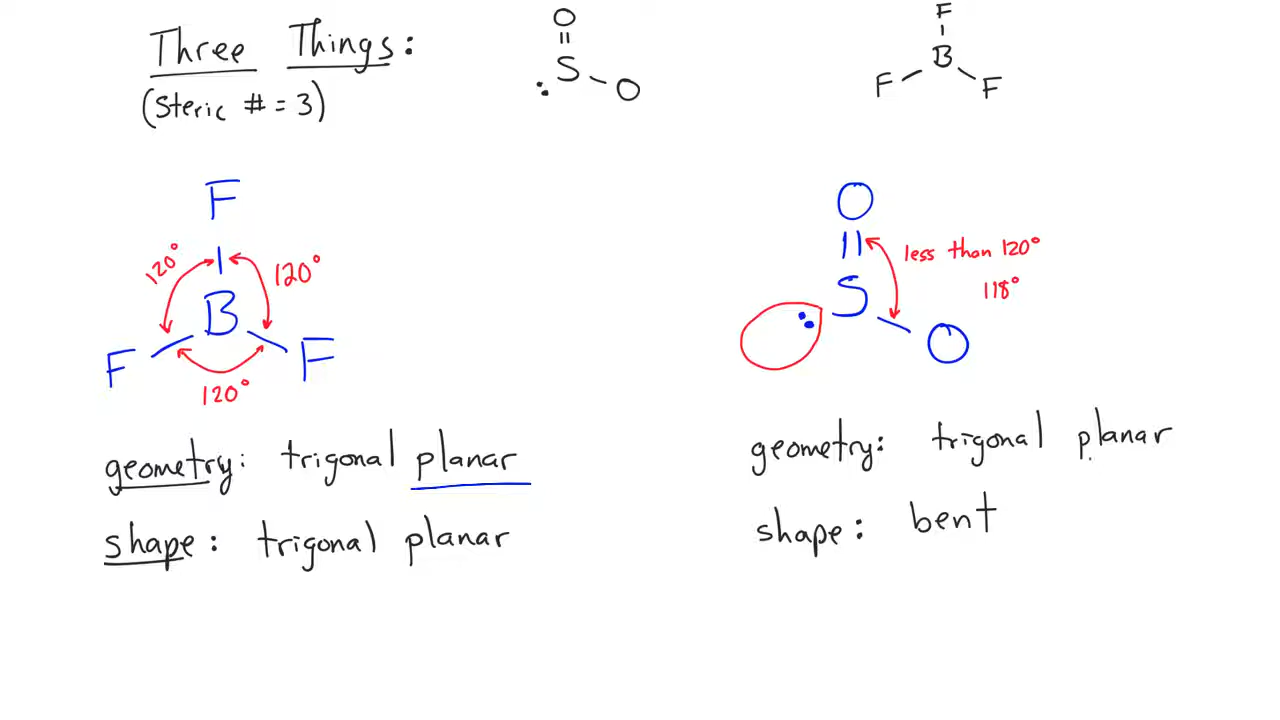 Three Things:
(Steric # = 3)
O
S
O
F
B
F
F
F
120°
120°
B
F
F
120°
geometry: trigonal planar
shape: trigonal planar
O
less than 120°
118°
S
O
geometry: trigonal planar
shape: bent